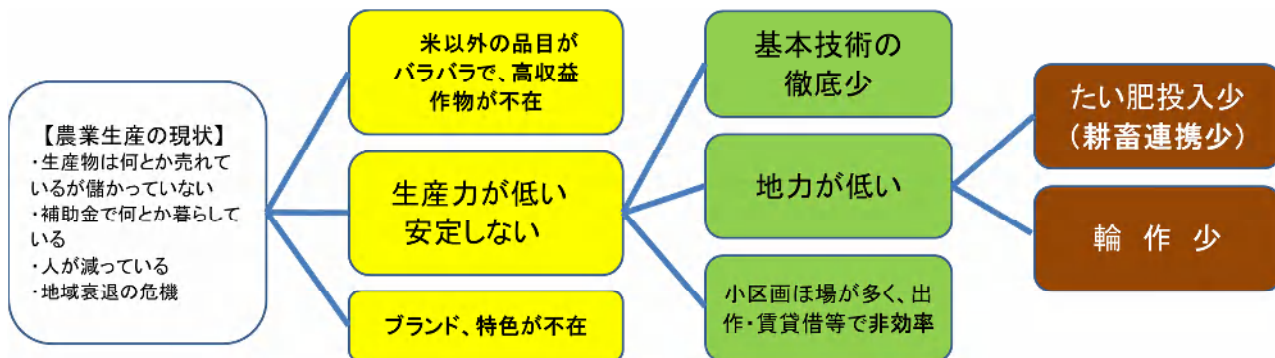 【農業生産の現状】
・生産物は何とか売れて
いるが儲かっていない
・補助金で何とか暮らして
いる
・人が減っている
・地域衰退の危機
米以外の品目が
バラバラで、高収益
作物が不在
生産力が低い
安定しない
ブランド、特色が不在
基本技術の
徹底少
地力が低い
小区画ほ場が多く、出
作・賃貸借等で非効率
たい肥投入少
（耕畜連携少）
輪 作 少